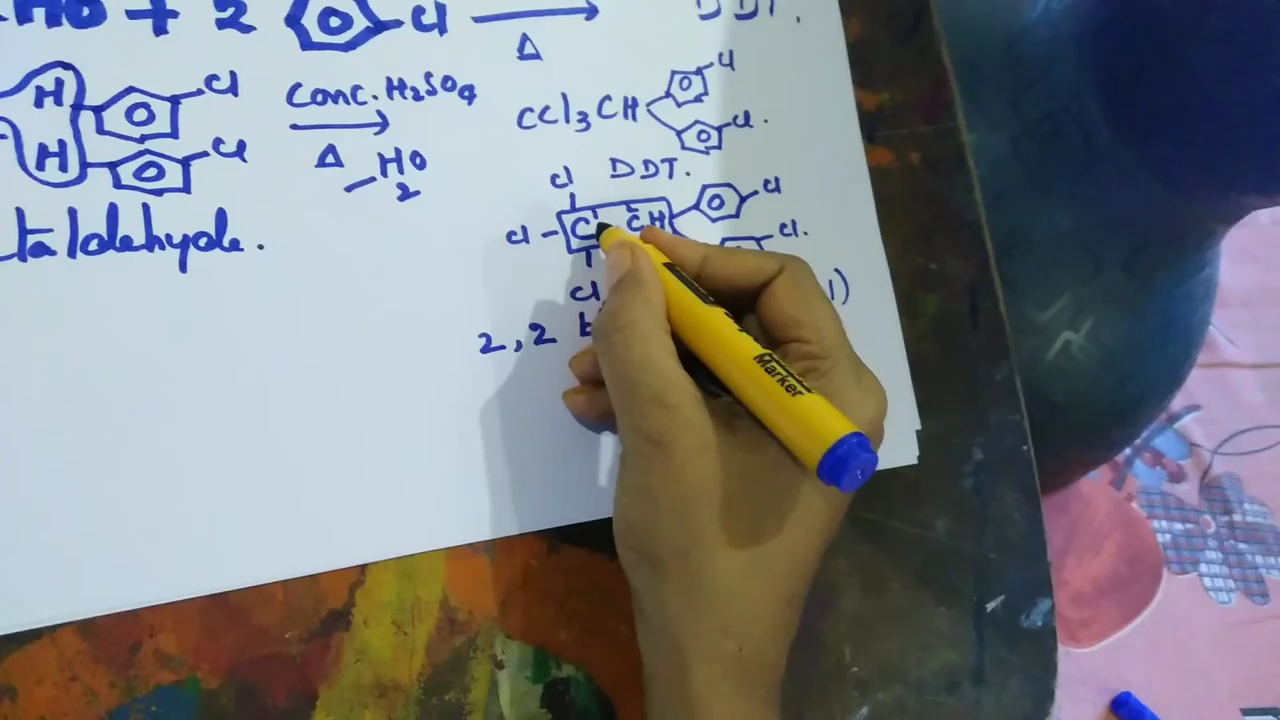 HO + 2 Cl → DDT.
Δ
H Cl Conc. H2SO4 → CCl3CH Cl Cl.
H Cl Δ -H2O
DDT.
taldehyde.
Cl
Cl - C CH Cl
Cl.
Cl 1)
2,2
Marker